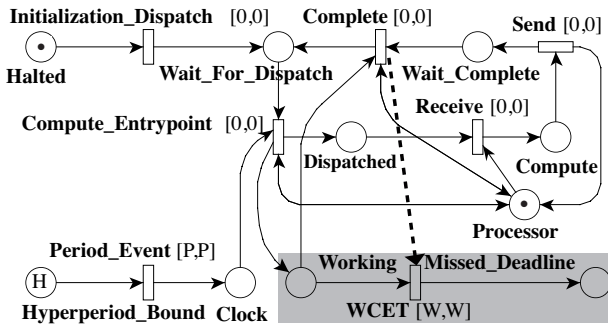 Initialization_Dispatch [0,0] Complete [0,0] Send [0,0]
Halted Wait_For_Dispatch Wait_Complete
Receive [0,0]
Compute_Entrypoint [0,0]
Dispatched Compute
Processor
Period_Event [P,P] Working Missed_Deadline
H
Hyperperiod_Bound Clock WCET [W,W]